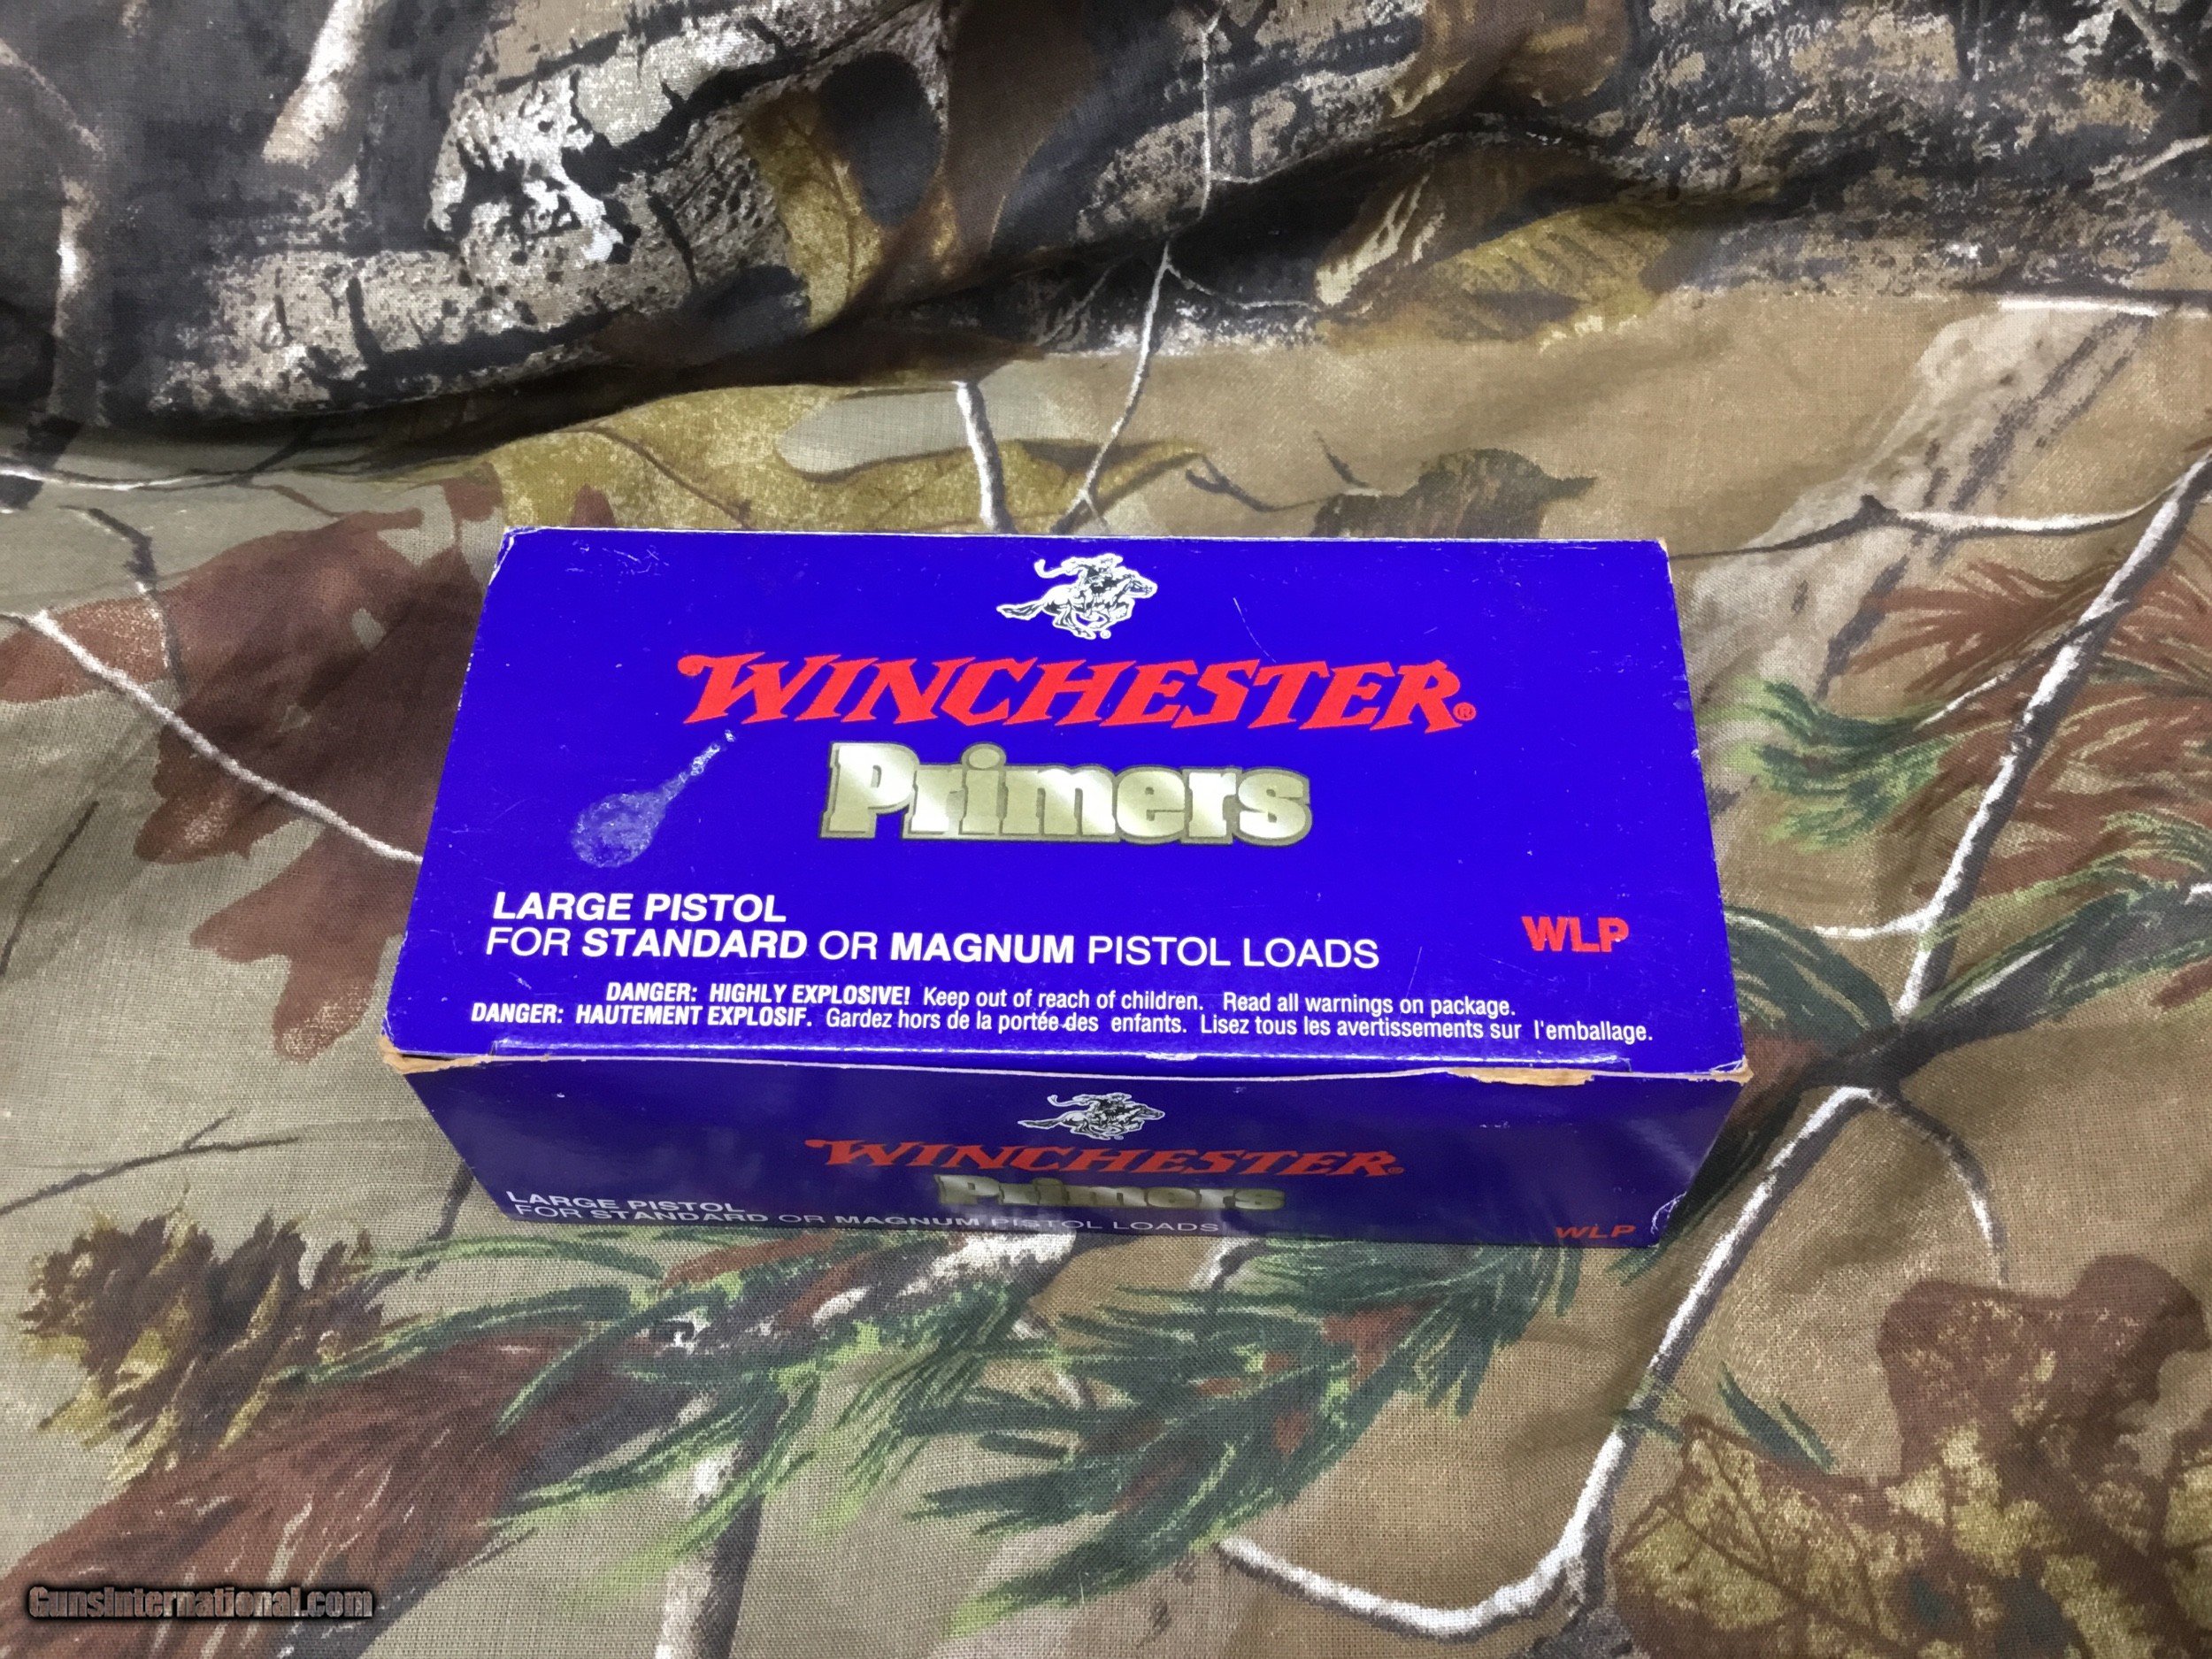 WINCHESTER®
Primers
LARGE PISTOL
FOR STANDARD OR MAGNUM PISTOL LOADS
WLP
DANGER: HIGHLY EXPLOSIVE! Keep out of reach of children. Read all warnings on package.
DANGER: HAUTEMENT EXPLOSIF. Gardez hors de la portée des enfants. Lisez tous les avertissements sur l'emballage.
WINCHESTER®
Primers
LARGE PISTOL
FOR STANDARD OR MAGNUM PISTOL LOADS
WLP
GunsInternational.com